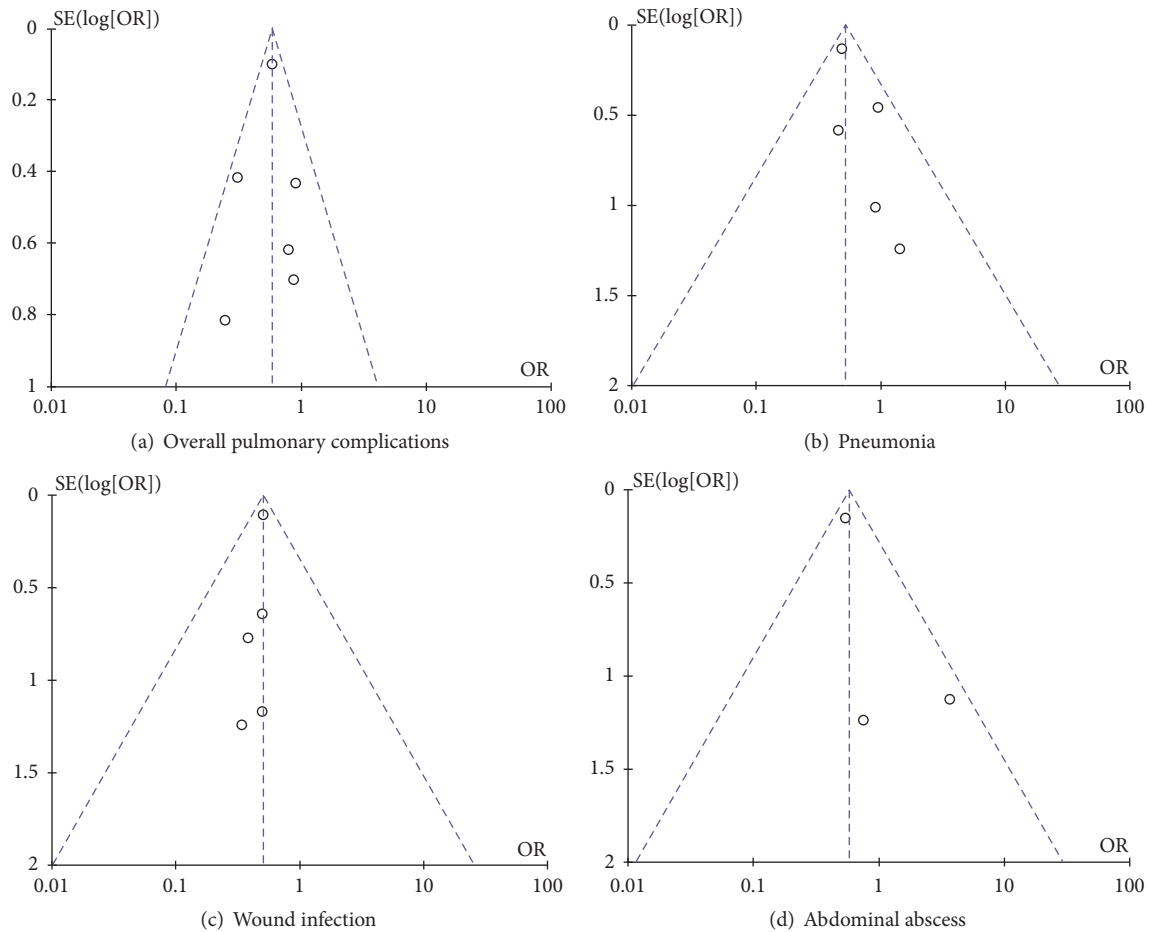 SE(log[OR])
0
0.2
0.4
0.6
0.8
1
OR
0.01 0.1 1 10 100
(a) Overall pulmonary complications
SE(log[OR])
0
0.5
1
1.5
2
OR
0.01 0.1 1 10 100
(b) Pneumonia
SE(log[OR])
0
0.5
1
1.5
2
OR
0.01 0.1 1 10 100
(c) Wound infection
SE(log[OR])
0
0.5
1
1.5
2
OR
0.01 0.1 1 10 100
(d) Abdominal abscess